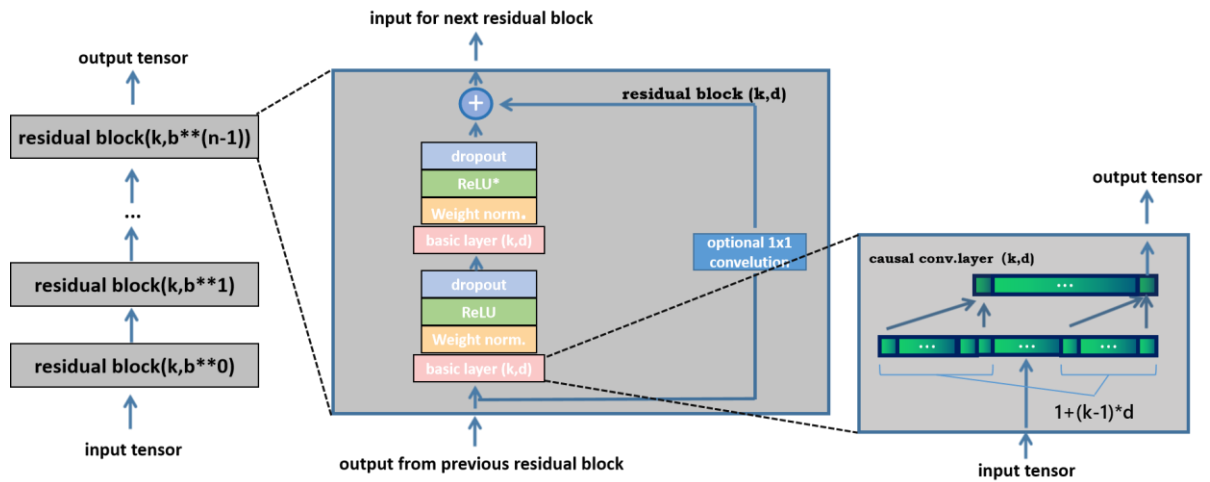 output tensor
residual block(k,b**(n-1))
...
residual block(k,b**1)
residual block(k,b**0)
input tensor
input for next residual block
residual block (k,d)
+
dropout
ReLU*
Weight norm.
basic layer (k,d)
dropout
ReLU
Weight norm.
basic layer (k,d)
optional 1x1
convelution
output from previous residual block
output tensor
causal conv.layer (k,d)
...
... ... ...
1+(k-1)*d
input tensor